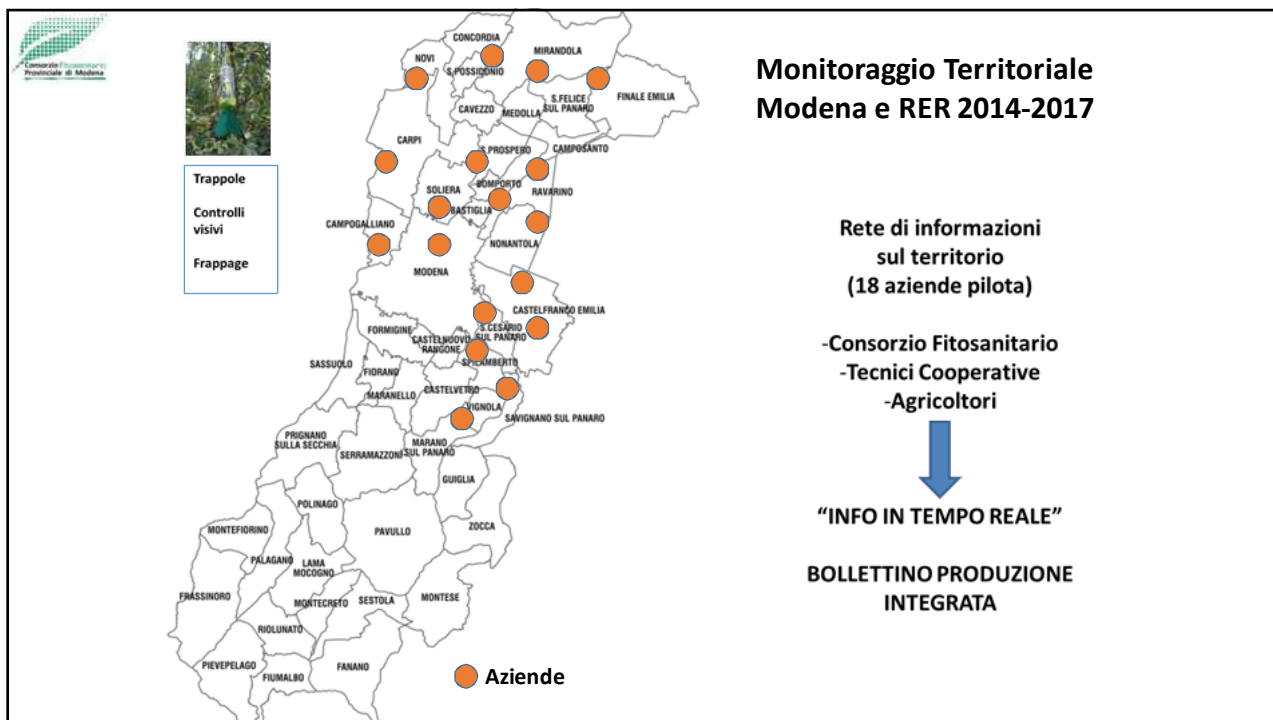 Consorzio Fitosanitario
Provinciale di Modena
Monitoraggio Territoriale
Modena e RER 2014-2017
Trappole
Controlli
visivi
Frappage
CONCORDIA
MIRANDOLA
NOVI
S.POSSIDONIO
FINALE EMILIA
S.FELICE
SUL PANARO
CAVEZZO
MEDOLLA
CARPI
S.PROSPERO
CAMPOSANTO
BOMPORTO
SOLIERA
RAVARINO
BASTIGLIA
CAMPOGALLIANO
NONANTOLA
MODENA
CASTELFRANCO EMILIA
S.CESARIO
SUL PANARO
FORMIGINE
CASTELNUOVO
RANGONE
SASSUOLO
SPILAMBERTO
FIORANO
MARANELLO
CASTELVETRO
VIGNOLA
SAVIGNANO SUL PANARO
PRIGNANO
SULLA SECCHIA
SERRAMAZZONI
MARANO
SUL PANARO
GUIGLIA
POLINAGO
MONTEFIORINO
PAVULLO
ZOCCA
PALAGANO
LAMA
MOCOGNO
FRASSINORO
MONTECRETO
SESTOLA
MONTESE
RIOLUNATO
PIEVEPELAGO
FIUMALBO
FANANO
Aziende
Rete di informazioni
sul territorio
(18 aziende pilota)
-Consorzio Fitosanitario
-Tecnici Cooperative
-Agricoltori
“INFO IN TEMPO REALE”
BOLLETTINO PRODUZIONE
INTEGRATA